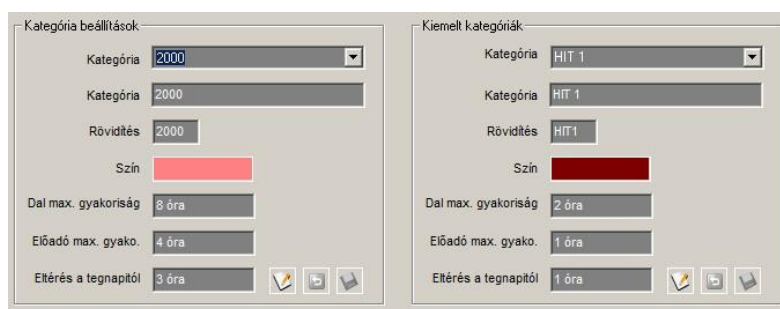 Kategória beállítások
Kategória 2000
Kategória 2000
Rövidítés 2000
Szín
Dal max. gyakoriság 8 óra
Előadó max. gyako. 4 óra
Eltérés a tegnapitól 3 óra
Kiemelt kategóriák
Kategória HIT 1
Kategória HIT 1
Rövidítés HIT1
Szín
Dal max. gyakoriság 2 óra
Előadó max. gyako. 1 óra
Eltérés a tegnapitól 1 óra